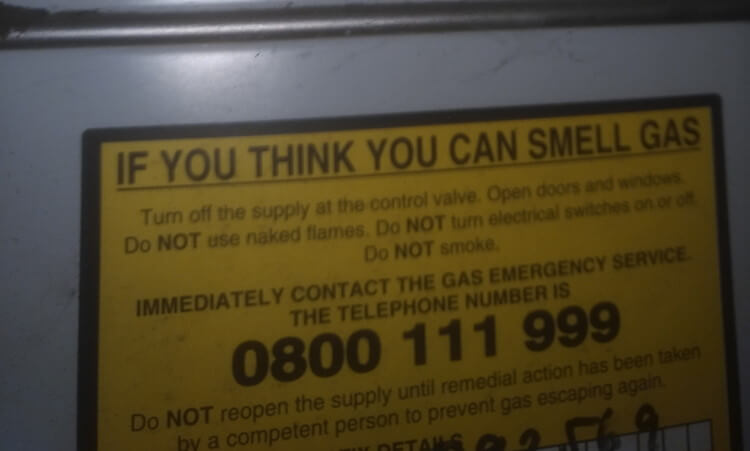 IF YOU THINK YOU CAN SMELL GAS
Turn off the supply at the control valve. Open doors and windows.
Do NOT use naked flames. Do NOT turn electrical switches on or off.
Do NOT smoke.
IMMEDIATELY CONTACT THE GAS EMERGENCY SERVICE.
THE TELEPHONE NUMBER IS
0800 111 999
Do NOT reopen the supply until remedial action has been taken
by a competent person to prevent gas escaping again.
DETAILS
569